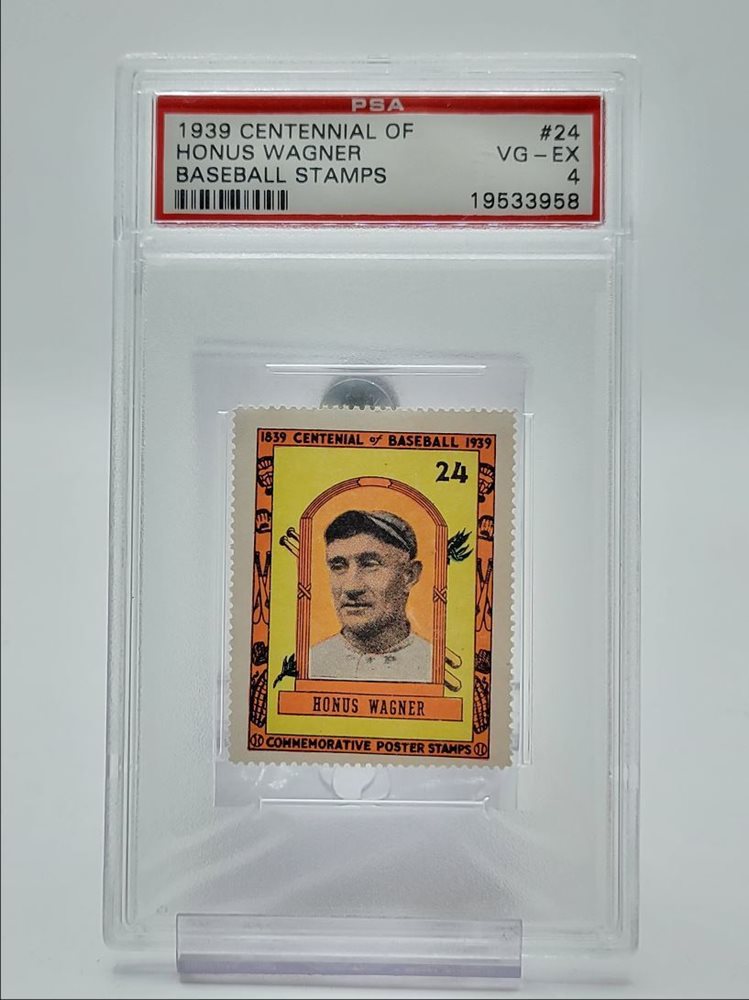 PSA
1939 CENTENNIAL OF #24
HONUS WAGNER VG-EX
BASEBALL STAMPS 4
19533958
1839 CENTENIAL of BASEBALL 1939
24
HONUS WAGNER
COMMEMORATIVE POSTER STAMPS